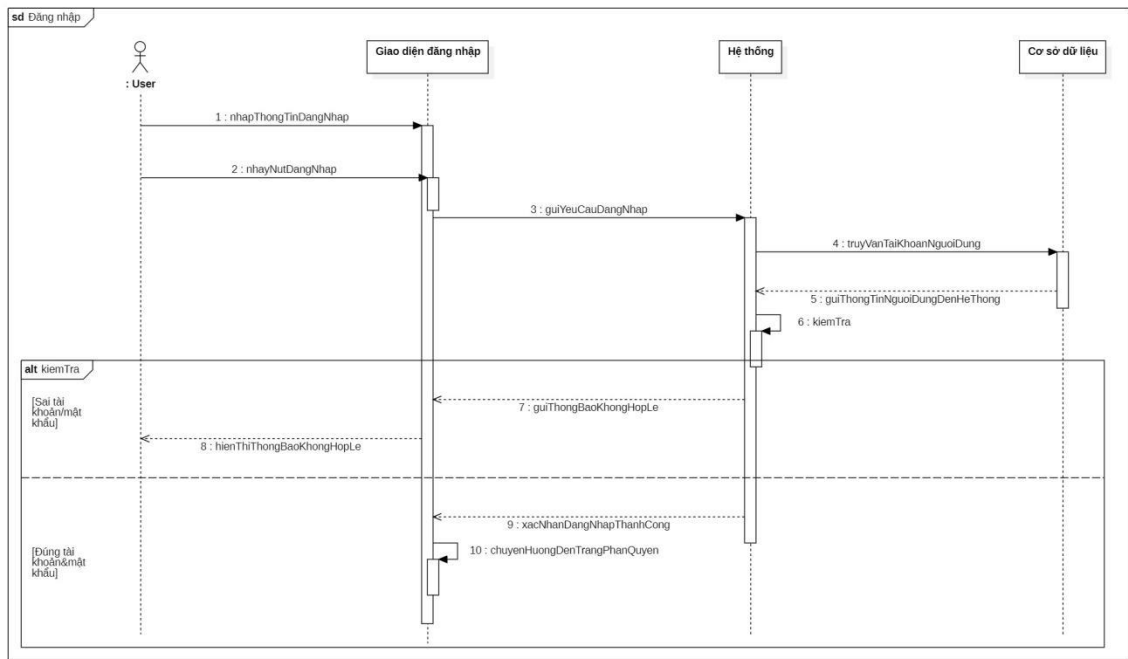 sd Đăng nhập
: User
Giao diện đăng nhập
Hệ thống
Cơ sở dữ liệu
1 : nhapThongTinDangNhap
2 : nhayNutDangNhap
3 : guiYeuCauDangNhap
4 : truyVanTaiKhoanNguoiDung
5 : guiThongTinNguoiDungDenHeThong
6 : kiemTra
alt kiemTra
[Sai tài
khoản/mật
khẩu]
7 : guiThongBaoKhongHopLe
8 : hienThiThongBaoKhongHopLe
9 : xacNhanDangNhapThanhCong
[Đúng tài
khoản&mật
khẩu]
10 : chuyenHuongDenTrangPhanQuyen